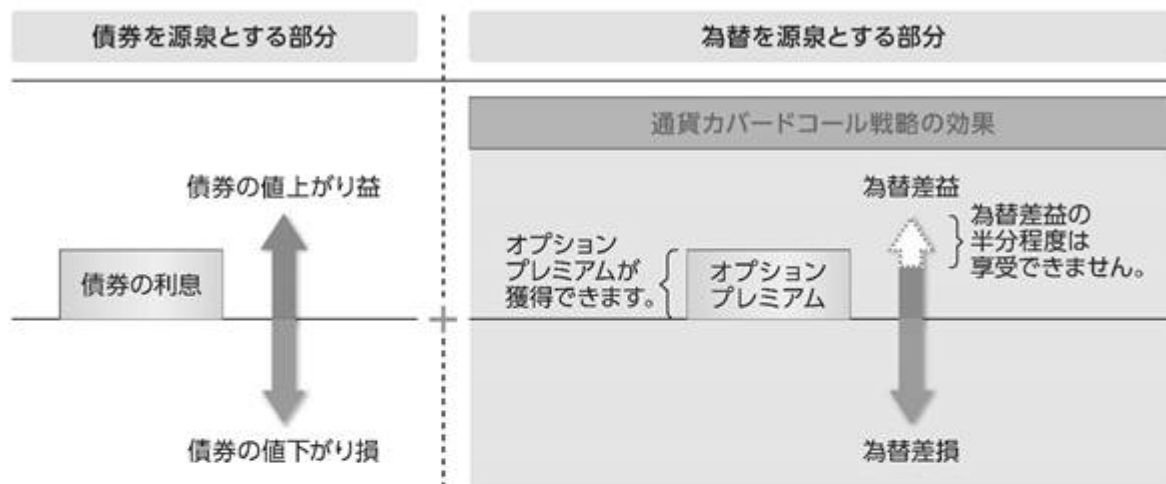 債券を源泉とする部分
為替を源泉とする部分
通貨カバードコール戦略の効果
債券の値上がり益
債券の利息
債券の値下がり損
+
オプション
プレミアムが
獲得できます。
オプション
プレミアム
為替差益
為替差益の
半分程度は
享受できません。
為替差損